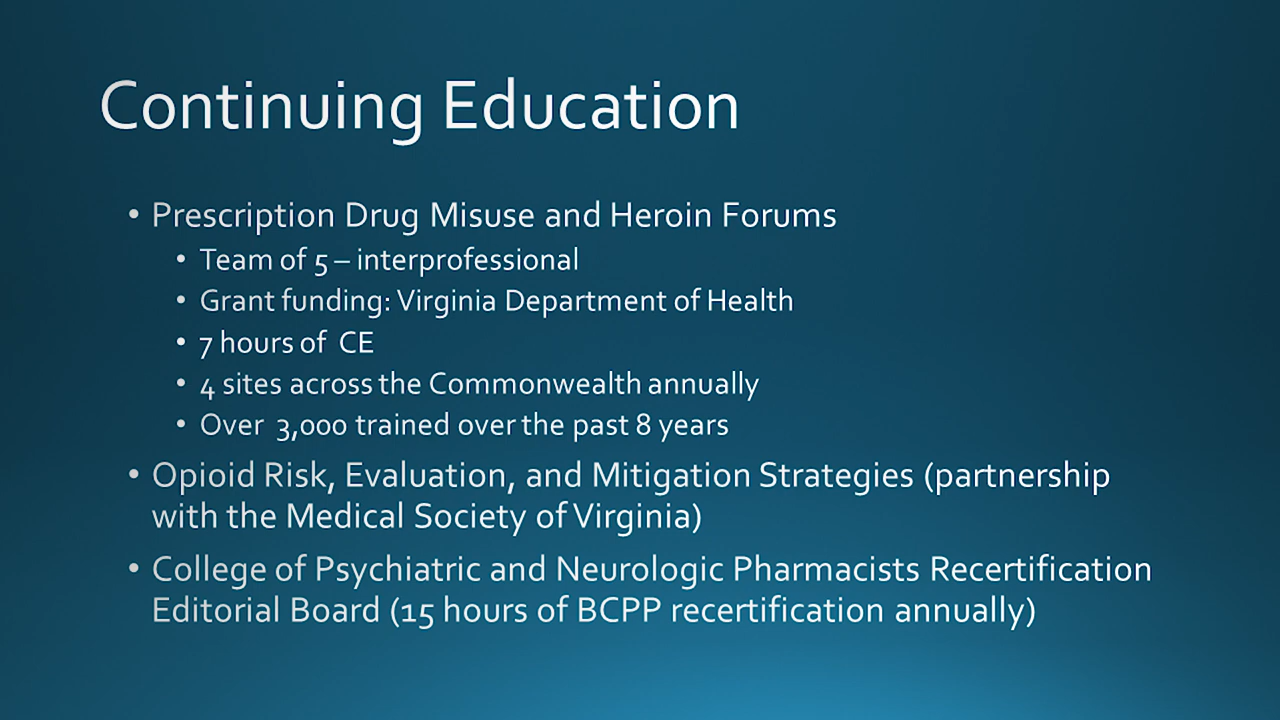 Continuing Education
• Prescription Drug Misuse and Heroin Forums
• Team of 5 – interprofessional
• Grant funding: Virginia Department of Health
• 7 hours of  CE
• 4 sites across the Commonwealth annually
• Over  3,000 trained over the past 8 years
• Opioid Risk, Evaluation, and Mitigation Strategies (partnership
with the Medical Society of Virginia)
• College of Psychiatric and Neurologic Pharmacists Recertification
Editorial Board (15 hours of BCPP recertification annually)